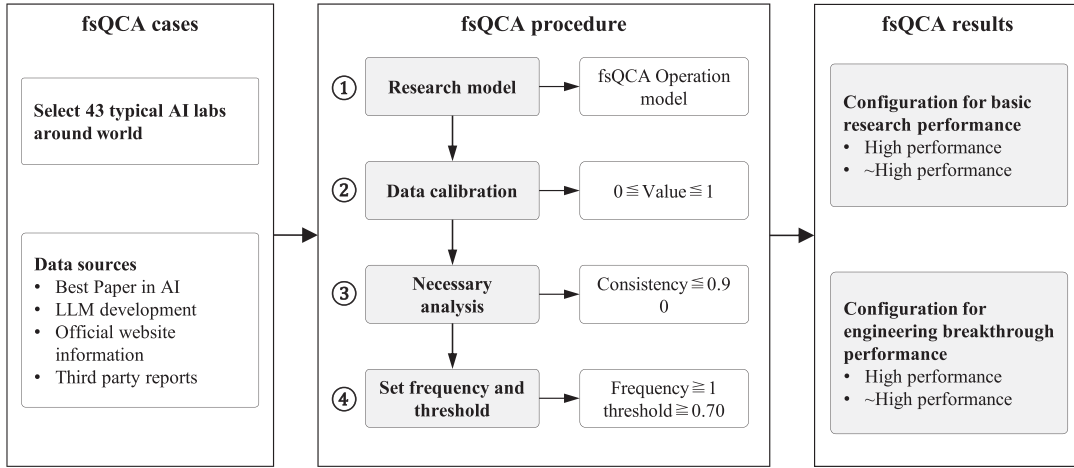 fsQCA cases
Select 43 typical AI labs
around world
Data sources
• Best Paper in AI
• LLM development
• Official website
information
• Third party reports
fsQCA procedure
① Research model
fsQCA Operation
model
② Data calibration
0≦Value≦1
③ Necessary
analysis
Consistency≦0.9
0
④ Set frequency and
threshold
Frequency≧1
threshold≧0.70
fsQCA results
Configuration for basic
research performance
• High performance
• ~High performance
Configuration for
engineering breakthrough
performance
• High performance
• ~High performance